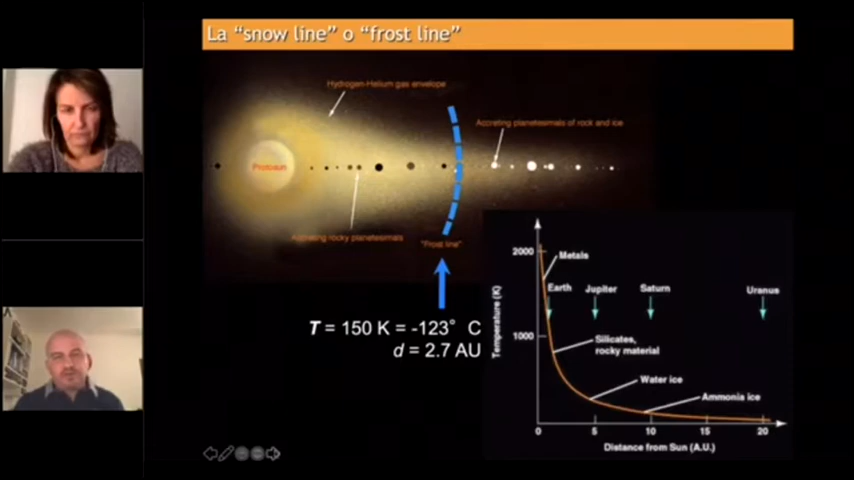 La “snow line” o “frost line”
Hydrogen-Helium gas envelope
Accreting planetesimals of rock and ice
Protosun
Accreting rocky planetesimals
"Frost line"
T = 150 K = -123° C
d = 2.7 AU
2000
Metals
Earth
Jupiter
Saturn
Uranus
Temperature (K)
1000
Silicates,
rocky material
Water ice
Ammonia ice
0
5
10
15
20
Distance from Sun (A.U.)